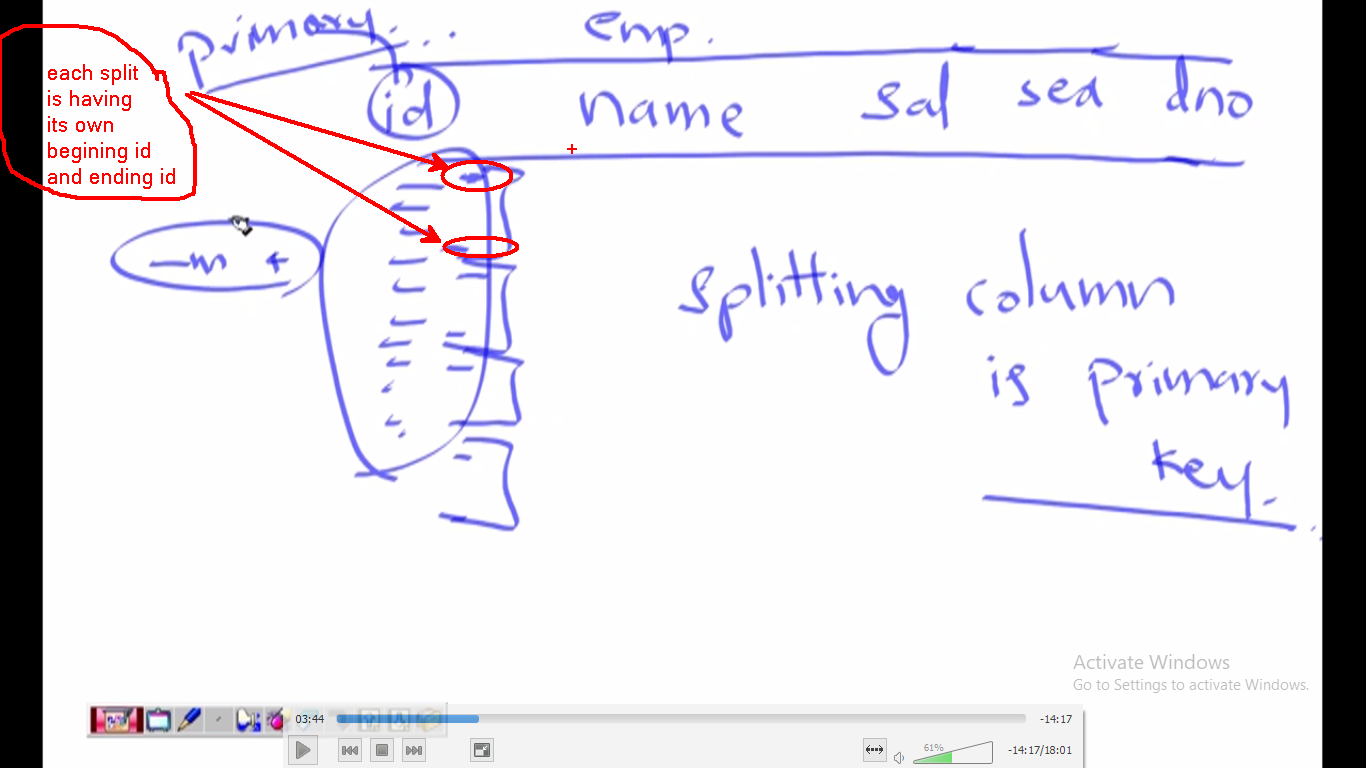 primary...
emp.
each split
is having
its own
begining id
and ending id
id name sal sex dno
-m +
splitting column
is primary
key.
Activate Windows
Go to Settings to activate Windows.
03:44
-14:17
61%
-14:17/18:01